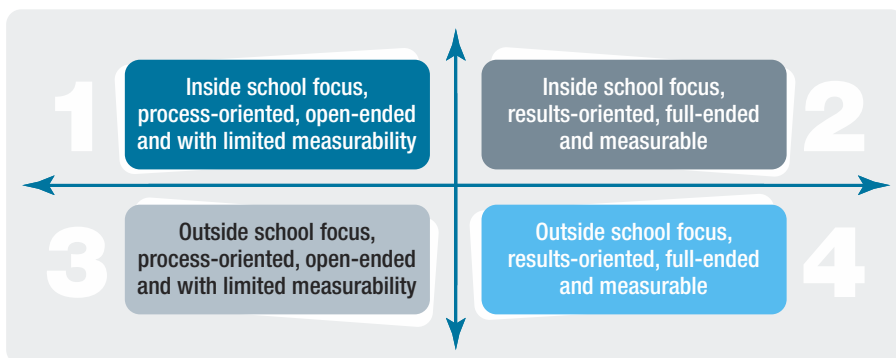 1
Inside school focus,
process-oriented, open-ended
and with limited measurability
2
Inside school focus,
results-oriented, full-ended
and measurable
3
Outside school focus,
process-oriented, open-ended
and with limited measurability
4
Outside school focus,
results-oriented, full-ended
and measurable